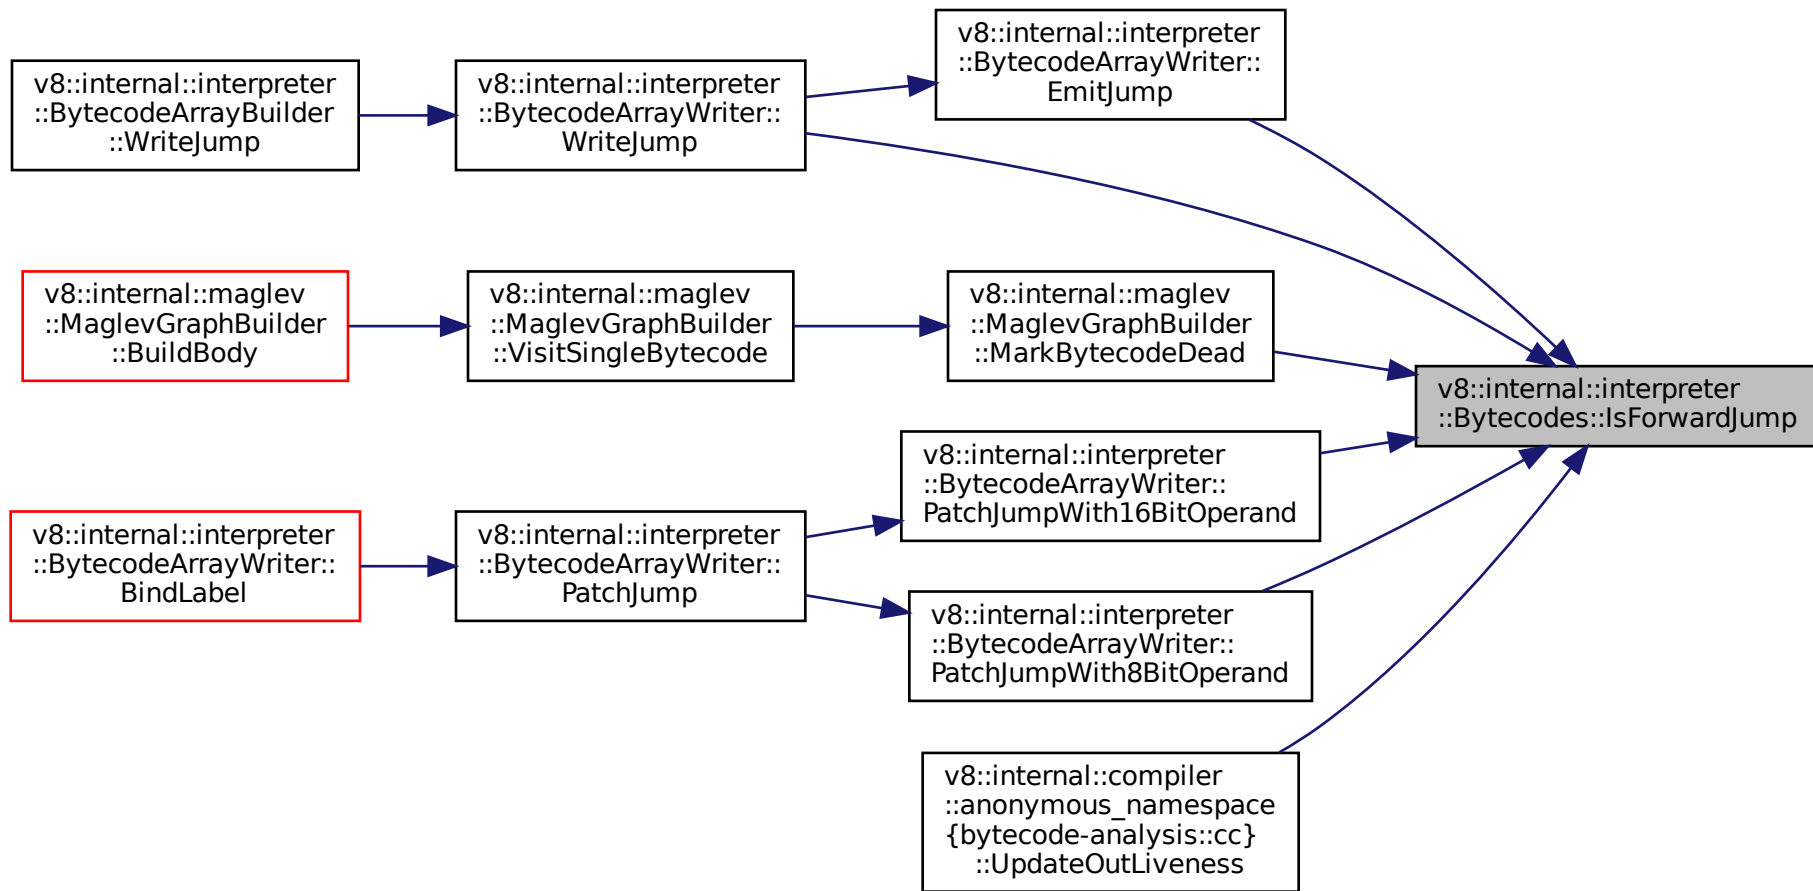 v8::internal::interpreter
::BytecodeArrayWriter::
EmitJump
v8::internal::interpreter
::BytecodeArrayBuilder
::WriteJump
v8::internal::interpreter
::BytecodeArrayWriter::
WriteJump
v8::internal::maglev
::MaglevGraphBuilder
::BuildBody
v8::internal::maglev
::MaglevGraphBuilder
::VisitSingleBytecode
v8::internal::maglev
::MaglevGraphBuilder
::MarkBytecodeDead
v8::internal::interpreter
::Bytecodes::IsForwardJump
v8::internal::interpreter
::BytecodeArrayWriter::
PatchJumpWith16BitOperand
v8::internal::interpreter
::BytecodeArrayWriter::
BindLabel
v8::internal::interpreter
::BytecodeArrayWriter::
PatchJump
v8::internal::interpreter
::BytecodeArrayWriter::
PatchJumpWith8BitOperand
v8::internal::compiler
::anonymous_namespace
{bytecode-analysis::cc}
::UpdateOutLiveness